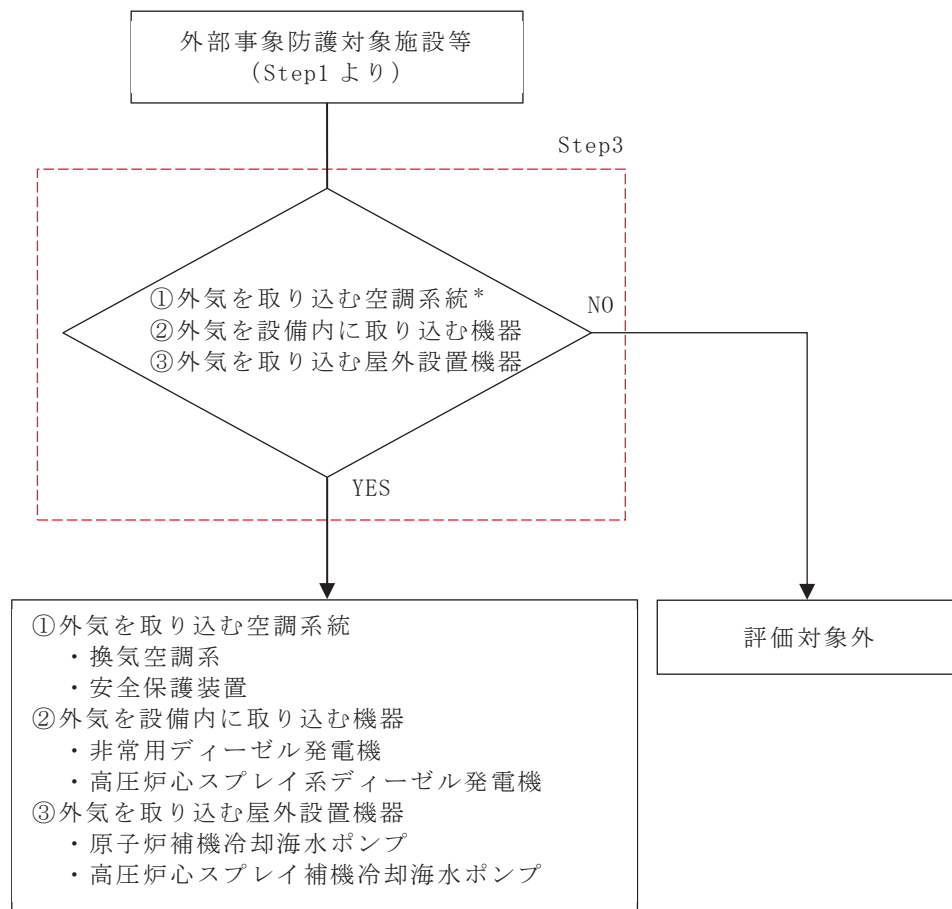 外部事象防護対象施設等
(Step1 より)
Step3
①外気を取り込む空調系統*
②外気を設備内に取り込む機器
③外気を取り込む屋外設置機器
NO
YES
①外気を取り込む空調系統
・換気空調系
・安全保護装置
②外気を設備内に取り込む機器
・非常用ディーゼル発電機
・高圧炉心スプレイ系ディーゼル発電機
③外気を取り込む屋外設置機器
・原子炉補機冷却海水ポンプ
・高圧炉心スプレイ補機冷却海水ポンプ
評価対象外